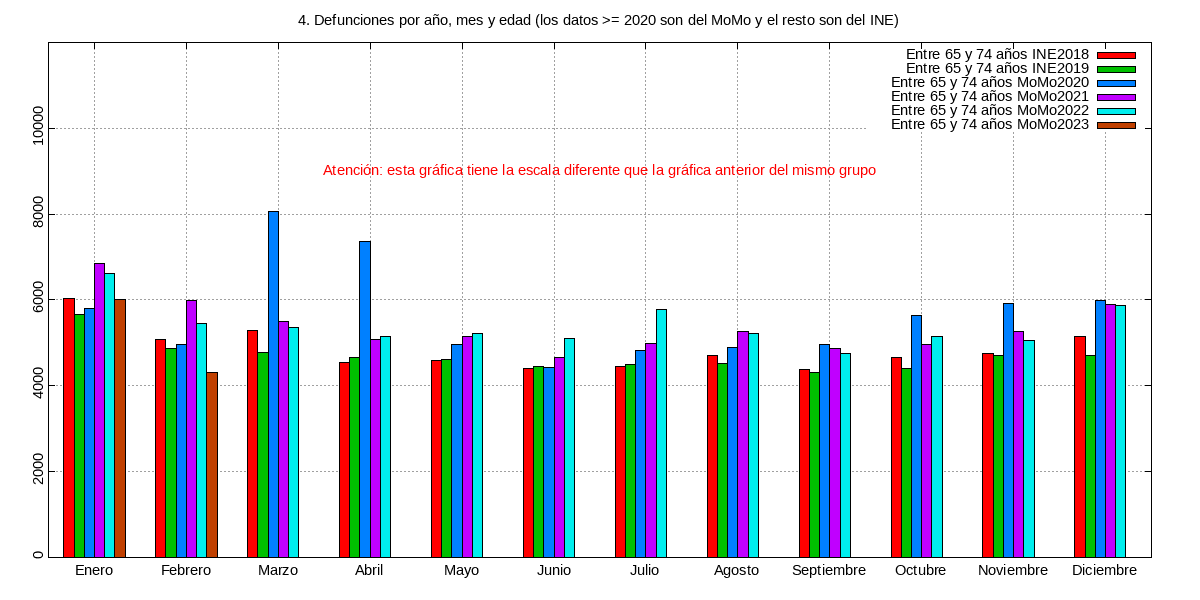 4. Defunciones por año, mes y edad (los datos >= 2020 son del MoMo y el resto son del INE)
Entre 65 y 74 años INE2018
Entre 65 y 74 años INE2019
Entre 65 y 74 años MoMo2020
Entre 65 y 74 años MoMo2021
Entre 65 y 74 años MoMo2022
Entre 65 y 74 años MoMo2023
Atención: esta gráfica tiene la escala diferente que la gráfica anterior del mismo grupo
10000
8000
6000
4000
2000
0
Enero Febrero Marzo Abril Mayo Junio Julio Agosto Septiembre Octubre Noviembre Diciembre